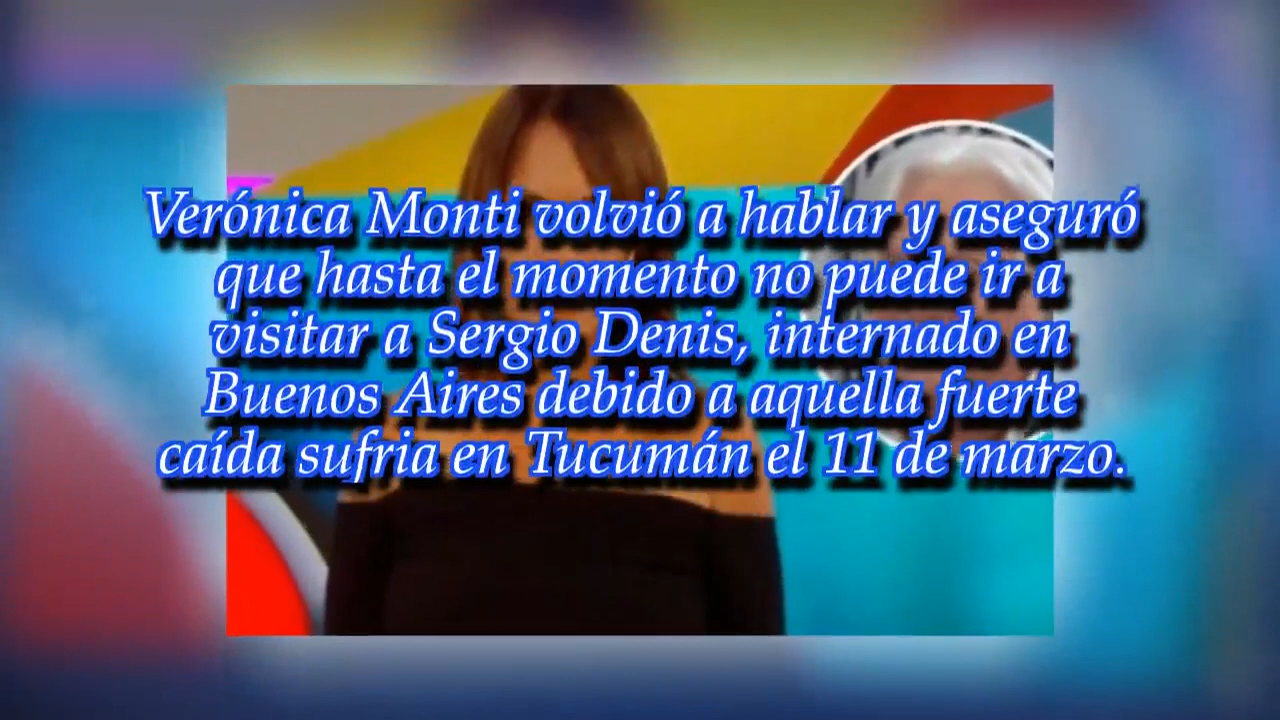 Verónica Monti volvió a hablar y aseguró
que hasta el momento no puede ir a
visitar a Sergio Denis, internado en
Buenos Aires debido a aquella fuerte
caída sufria en Tucumán el 11 de marzo.